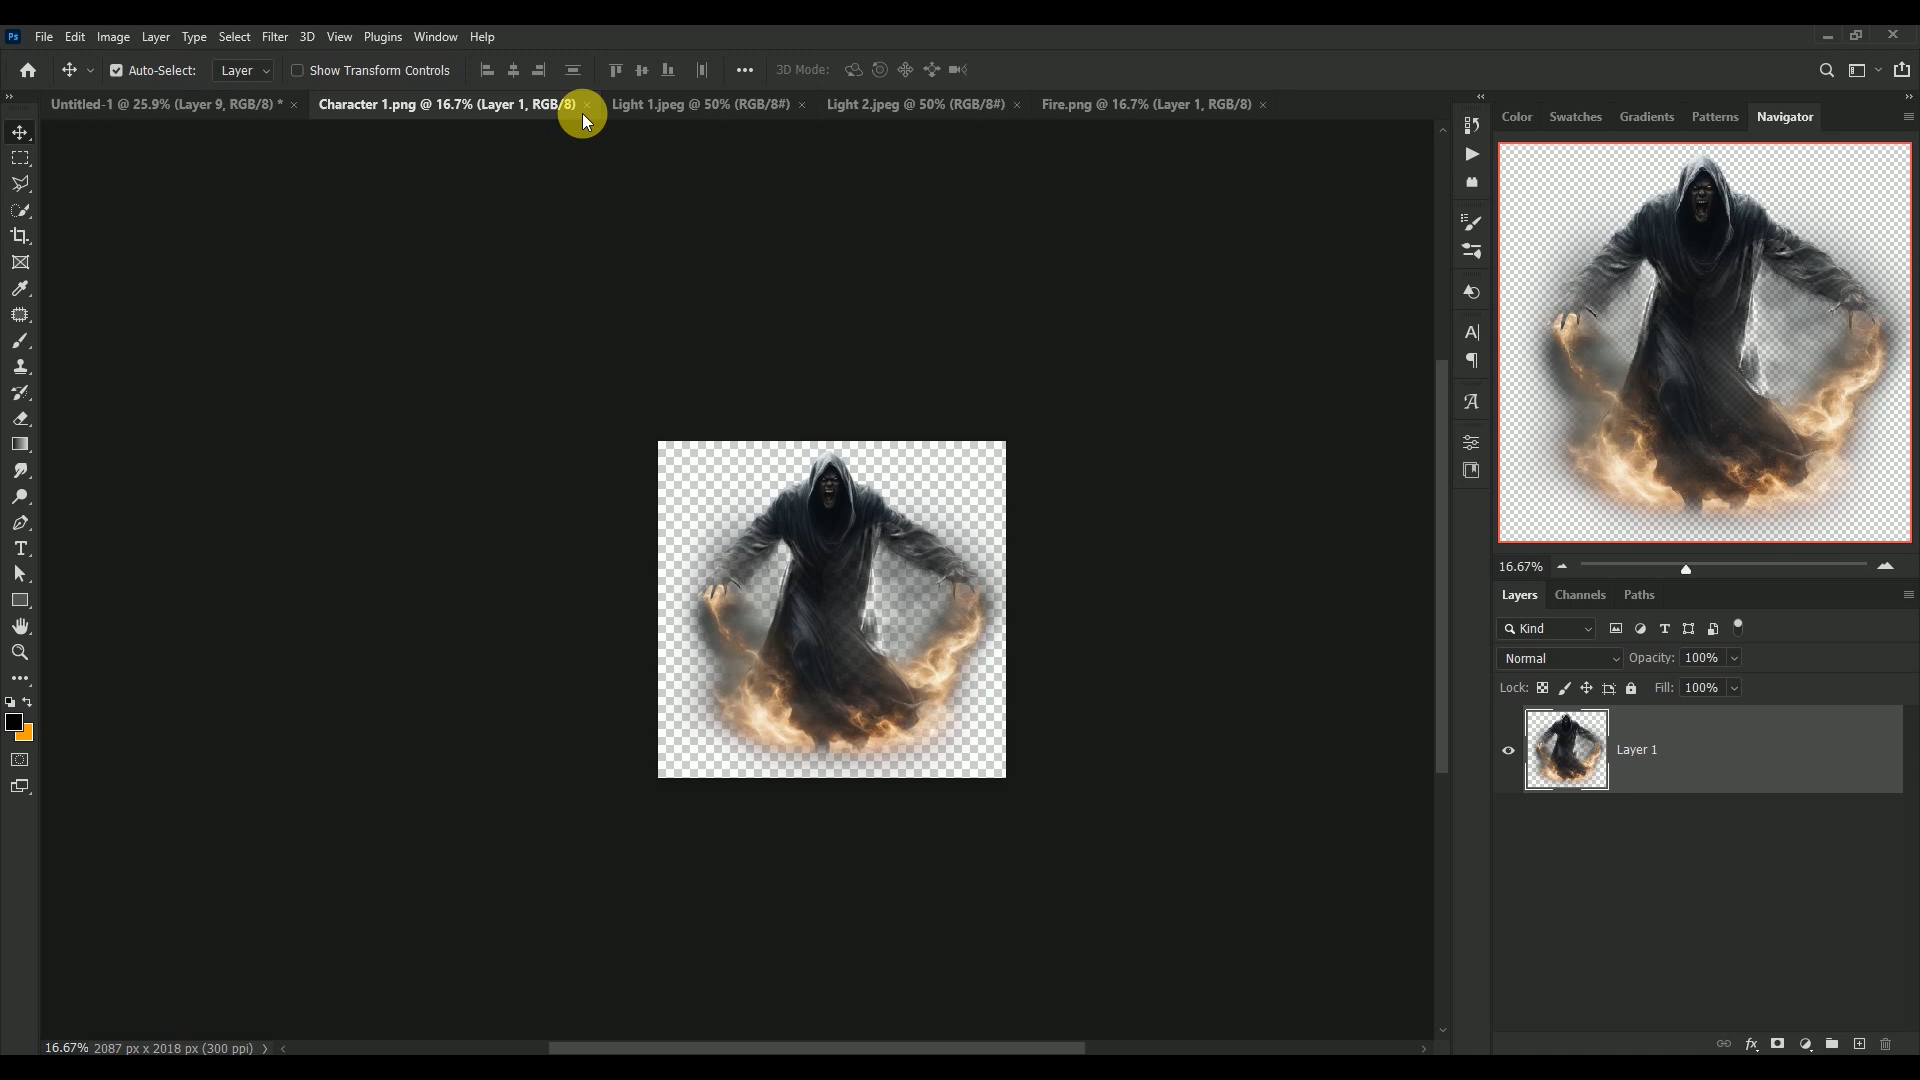 Ps File Edit Image Layer Type Select Filter 3D View Plugins Window Help
Auto-Select: Layer Show Transform Controls 3D Mode:
Untitled-1 @ 25.9% (Layer 9, RGB/8) * Character 1.png @ 16.7% (Layer 1, RGB/8) Light 1.jpeg @ 50% (RGB/8#) Light 2.jpeg @ 50% (RGB/8#) Fire.png @ 16.7% (Layer 1, RGB/8)
Color Swatches Gradients Patterns Navigator
16.67%
Layers Channels Paths
Kind
Normal Opacity: 100%
Lock: Fill: 100%
Layer 1
16.67% 2087 px x 2018 px (300 ppi)